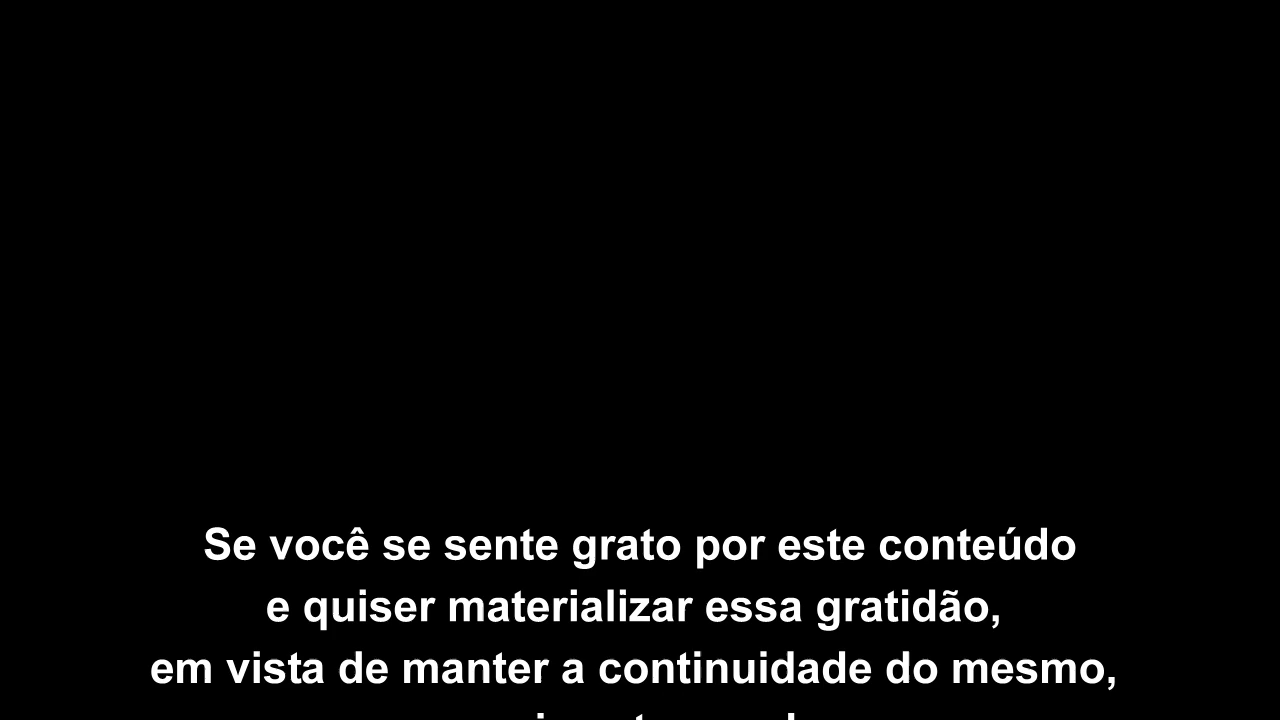 Se você se sente grato por este conteúdo
e quiser materializar essa gratidão,
em vista de manter a continuidade do mesmo,